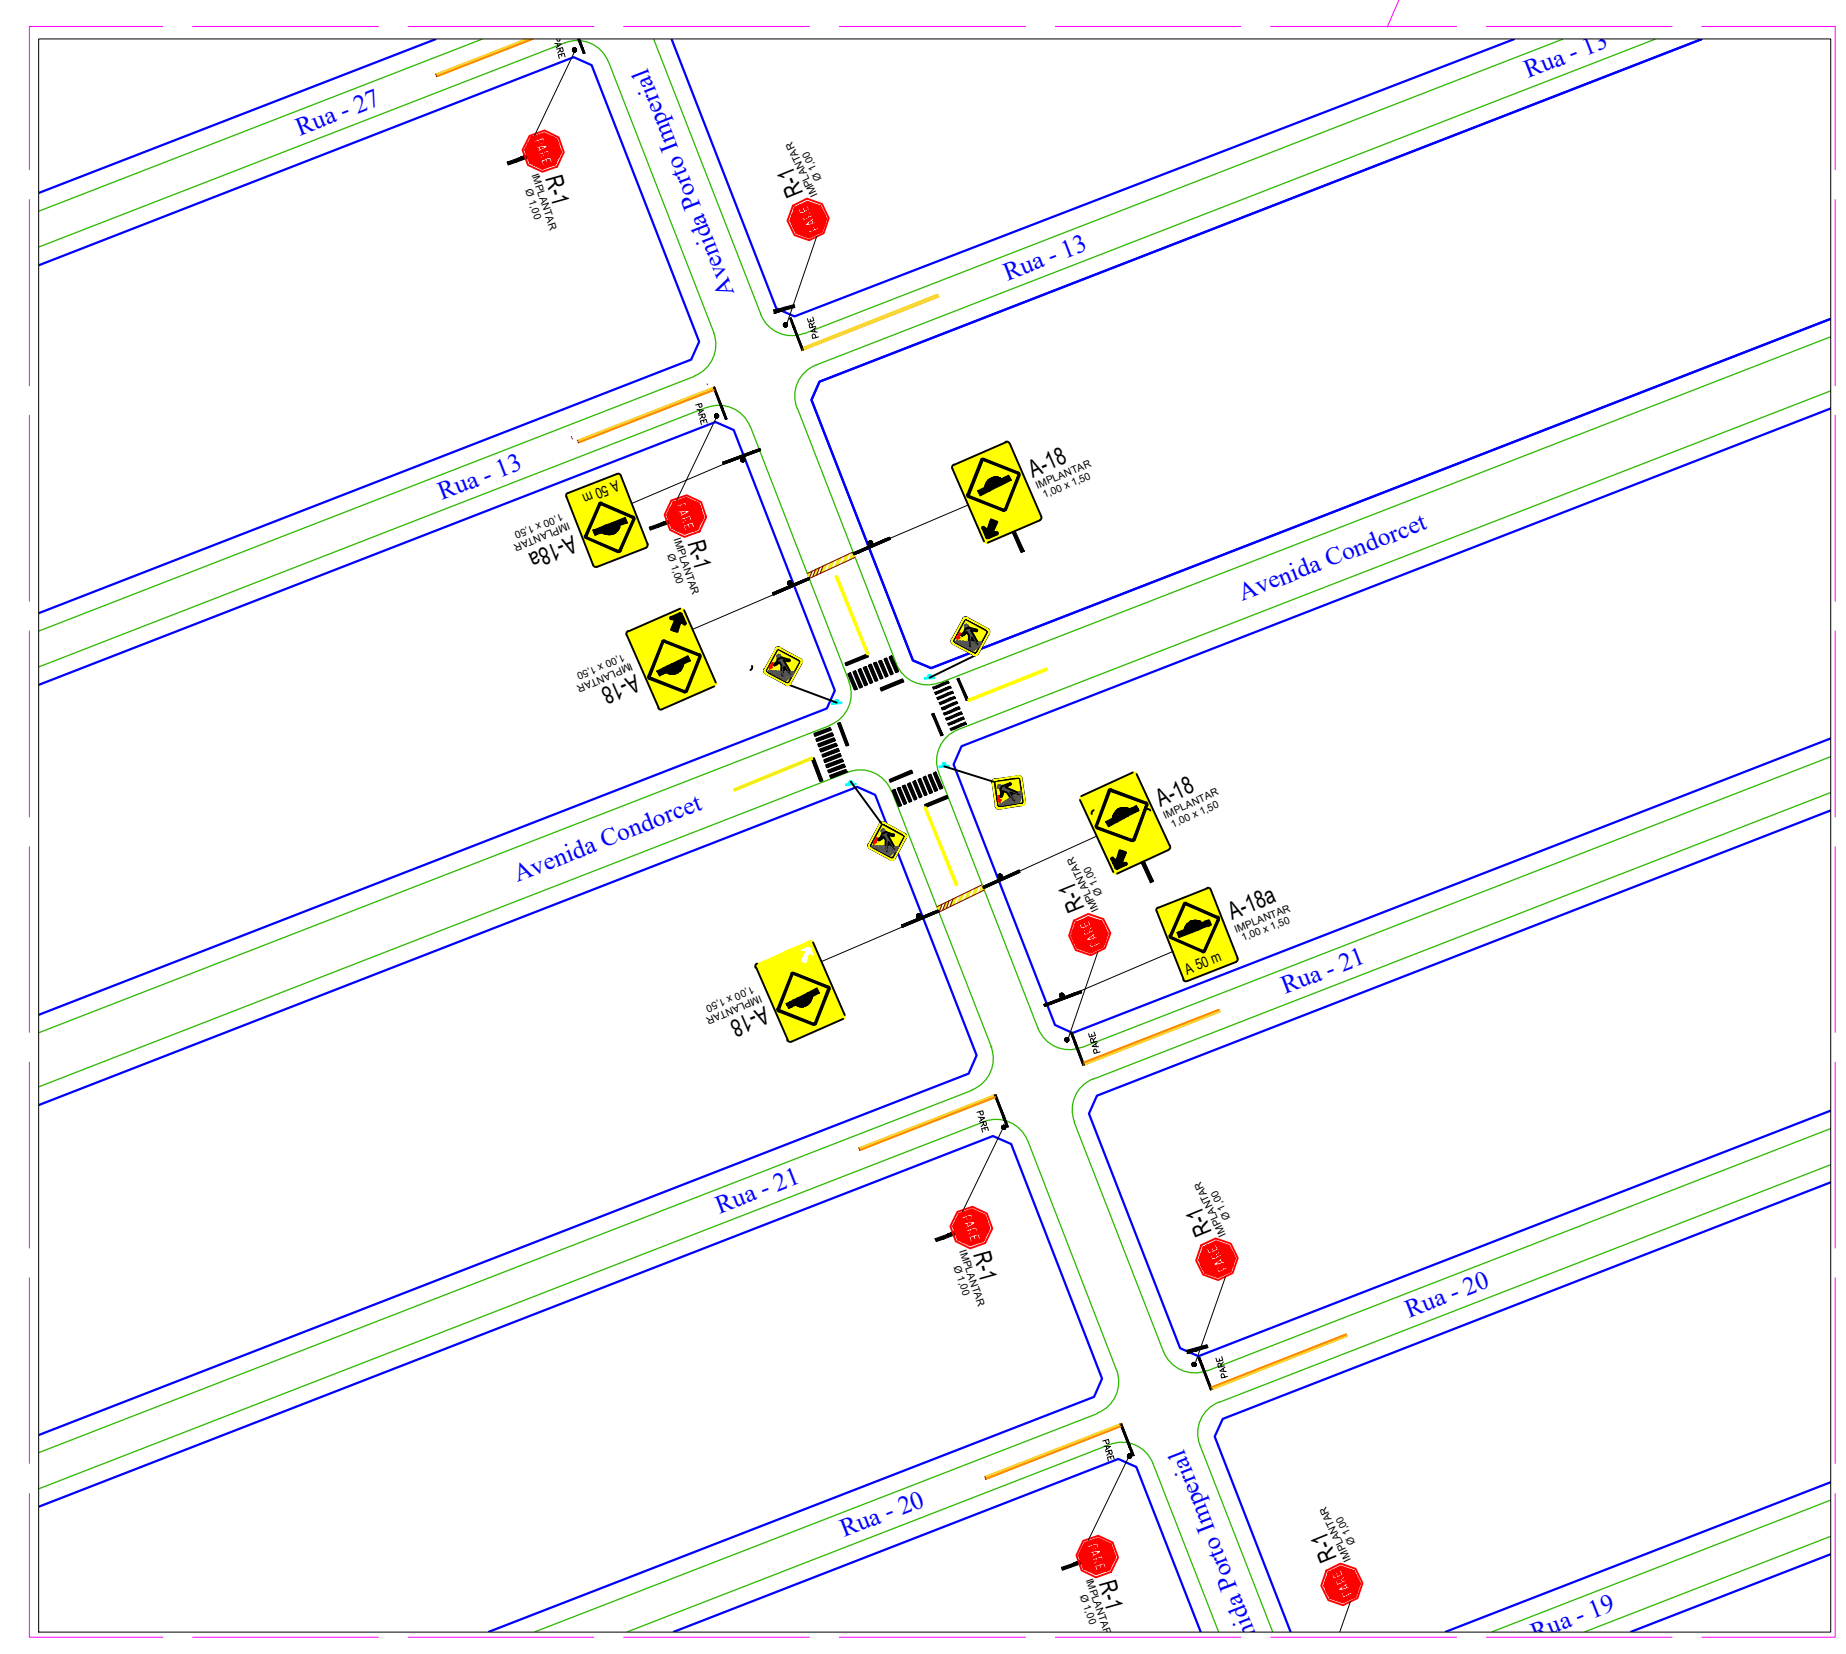 Rua - 27
PARE
R-1
IMPLANTAR
Ø 1,00
Avenida Porto Imperial
R-1
IMPLANTAR
Ø 1,00
PARE
Rua - 13
Rua - 13
PARE
Rua - 13
A 50 m
A-18a
IMPLANTAR
1,00 x 1,50
R-1
IMPLANTAR
Ø 1,00
A-18
IMPLANTAR
1,00 x 1,50
A-18
IMPLANTAR
1,00 x 1,50
Avenida Condorcet
Avenida Condorcet
A-18
IMPLANTAR
1,00 x 1,50
R-1
IMPLANTAR
Ø 1,00
A-18a
IMPLANTAR
1,00 x 1,50
A 50 m
A-18
IMPLANTAR
1,00 x 1,50
Rua - 21
PARE
PARE
Rua - 21
R-1
IMPLANTAR
Ø 1,00
R-1
IMPLANTAR
Ø 1,00
Rua - 20
PARE
PARE
Rua - 20
R-1
IMPLANTAR
Ø 1,00
nida Porto Imperial
R-1
IMPLANTAR
Ø 1,00
Rua - 19